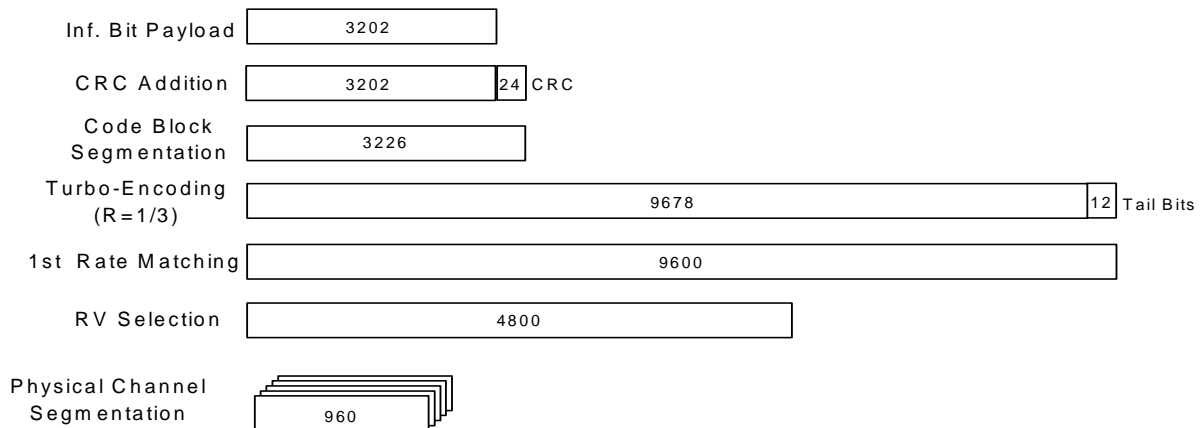 Inf. Bit Payload 3202
CRC Addition 3202 24 CRC
Code Block
Segmentation 3226
Turbo-Encoding
(R=1/3) 9678 12 Tail Bits
1st Rate Matching 9600
RV Selection 4800
Physical Channel
Segmentation 960